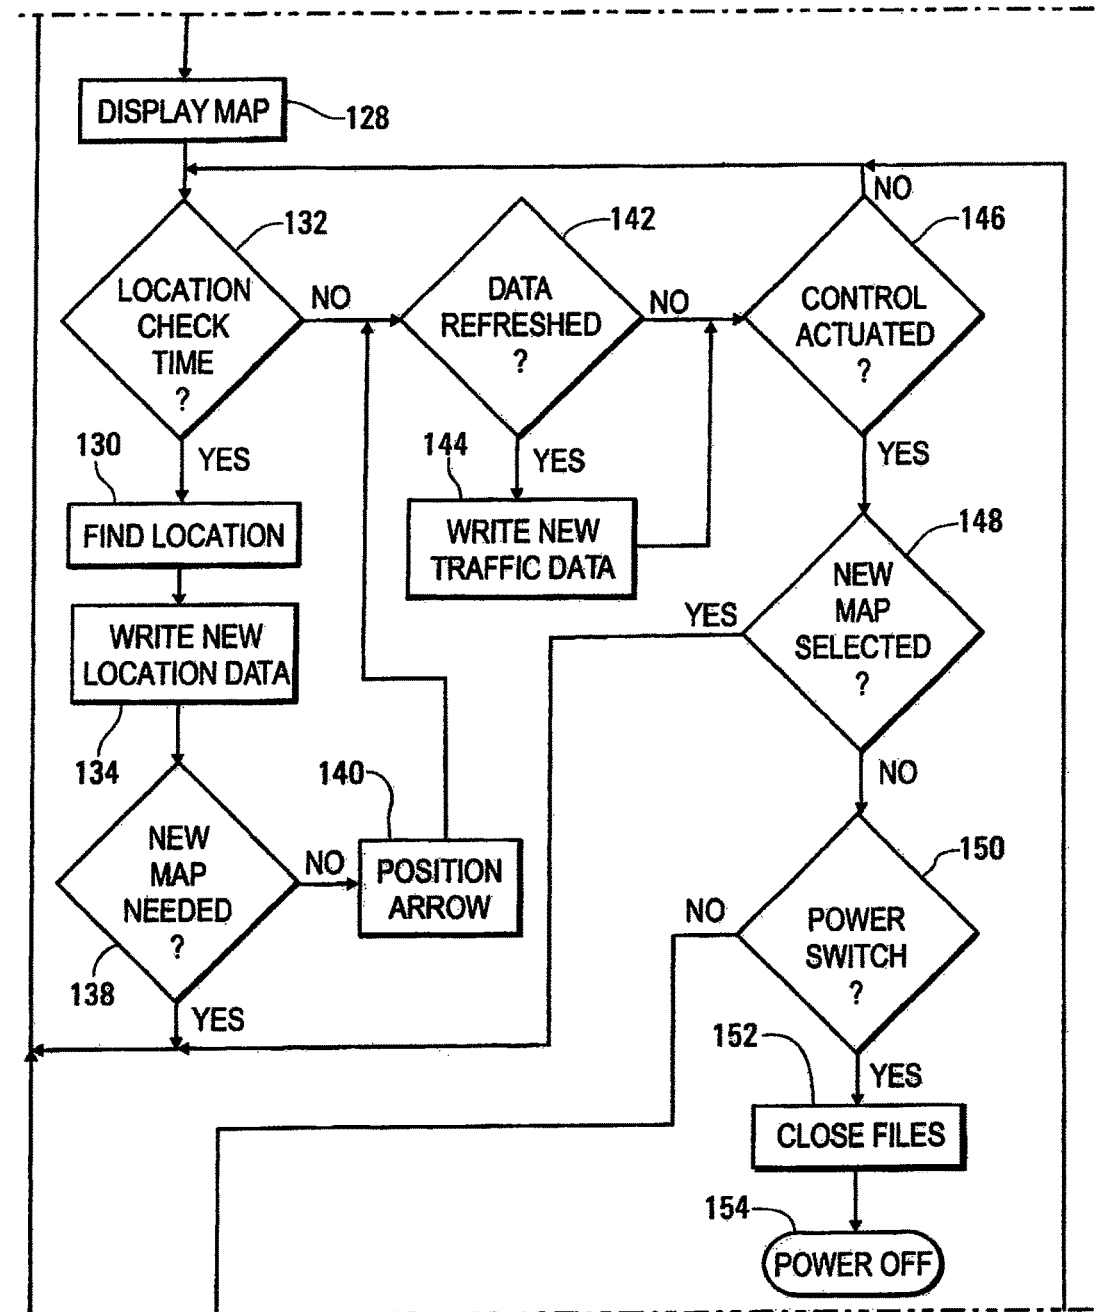 DISPLAY MAP
128
NO
132
142
146
LOCATION
CHECK
TIME
?
NO
DATA
REFRESHED
?
NO
CONTROL
ACTUATED
?
130
YES
144
YES
YES
FIND LOCATION
WRITE NEW
TRAFFIC DATA
148
NEW
MAP
SELECTED
?
YES
WRITE NEW
LOCATION DATA
134
140
NO
NEW
MAP
NEEDED
?
NO
POSITION
ARROW
150
NO
POWER
SWITCH
?
138
YES
152
YES
CLOSE FILES
154
POWER OFF